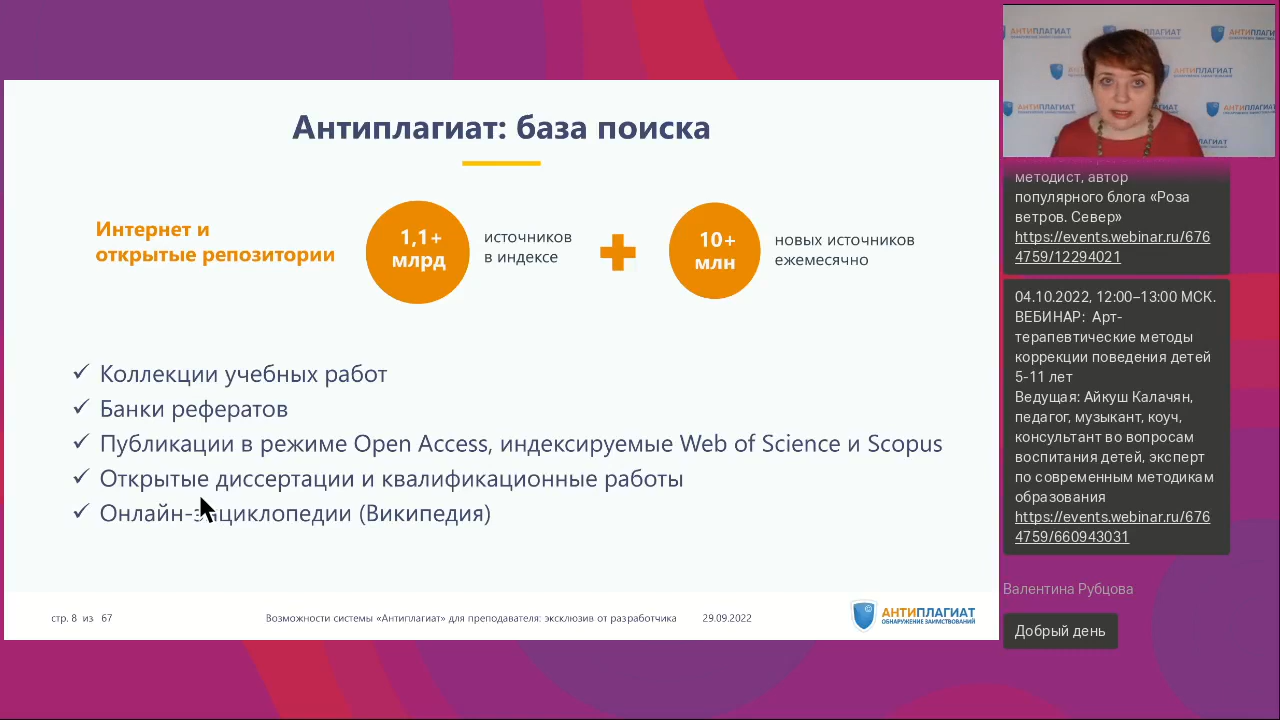 Антиплагиат: база поиска
Интернет и
открытые репозитории
1,1+
млрд
источников
в индексе
10+
млн
новых источников
ежемесячно
✓ Коллекции учебных работ
✓ Банки рефератов
✓ Публикации в режиме Open Access, индексируемые Web of Science и Scopus
✓ Открытые диссертации и квалификационные работы
✓ Онлайн-энциклопедии (Википедия)
стр. 8 из 67
Возможности системы «Антиплагиат» для преподавателя: эксклюзив от разработчика
29.09.2022
АНТИПЛАГИАТ
ОБНАРУЖЕНИЕ ЗАИМСТВОВАНИЙ
АНТИПЛАГИАТ
методист, автор
популярного блога «Роза
ветров. Север»
https://events.webinar.ru/676
4759/12294021
04.10.2022, 12:00–13:00 МСК.
ВЕБИНАР: Арт-
терапевтические методы
коррекции поведения детей
5-11 лет
Ведущая: Айкуш Калачян,
педагог, музыкант, коуч,
консультант во вопросам
воспитания детей, эксперт
по современным методикам
образования
https://events.webinar.ru/676
4759/660943031
Валентина Рубцова
Добрый день